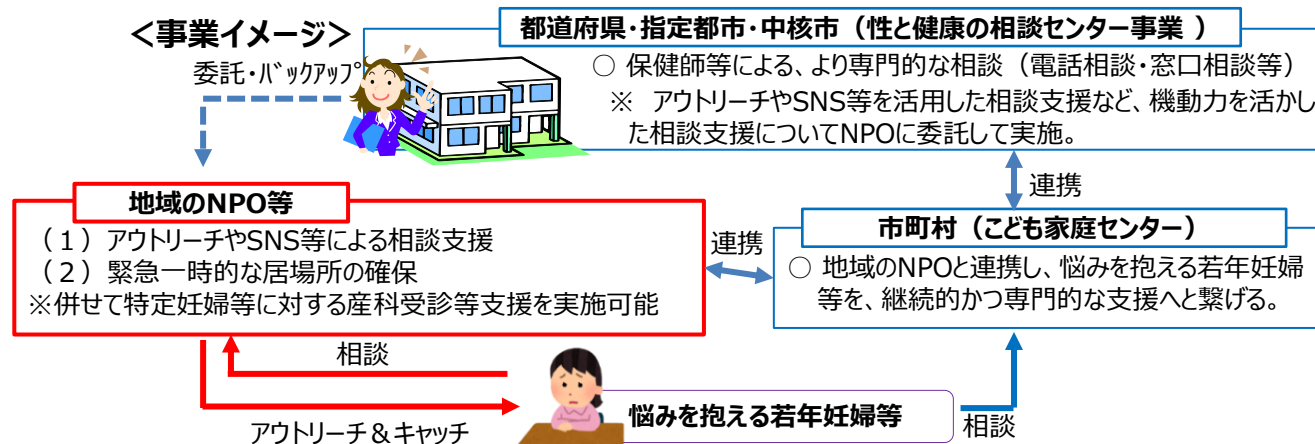 <事業イメージ>
委託・バックアップ
都道府県・指定都市・中核市（性と健康の相談センター事業 ）
○ 保健師等による、より専門的な相談（電話相談・窓口相談等）
※ アウトリーチやSNS等を活用した相談支援など、機動力を活かし
た相談支援についてNPOに委託して実施。
連携
地域のNPO等
（１）アウトリーチやSNS等による相談支援
（２）緊急一時的な居場所の確保
※併せて特定妊婦等に対する産科受診等支援を実施可能
連携
市町村（こども家庭センター）
○ 地域のNPOと連携し、悩みを抱える若年妊婦
等を、継続的かつ専門的な支援へと繋げる。
相談
悩みを抱える若年妊婦等
相談
アウトリーチ＆キャッチ